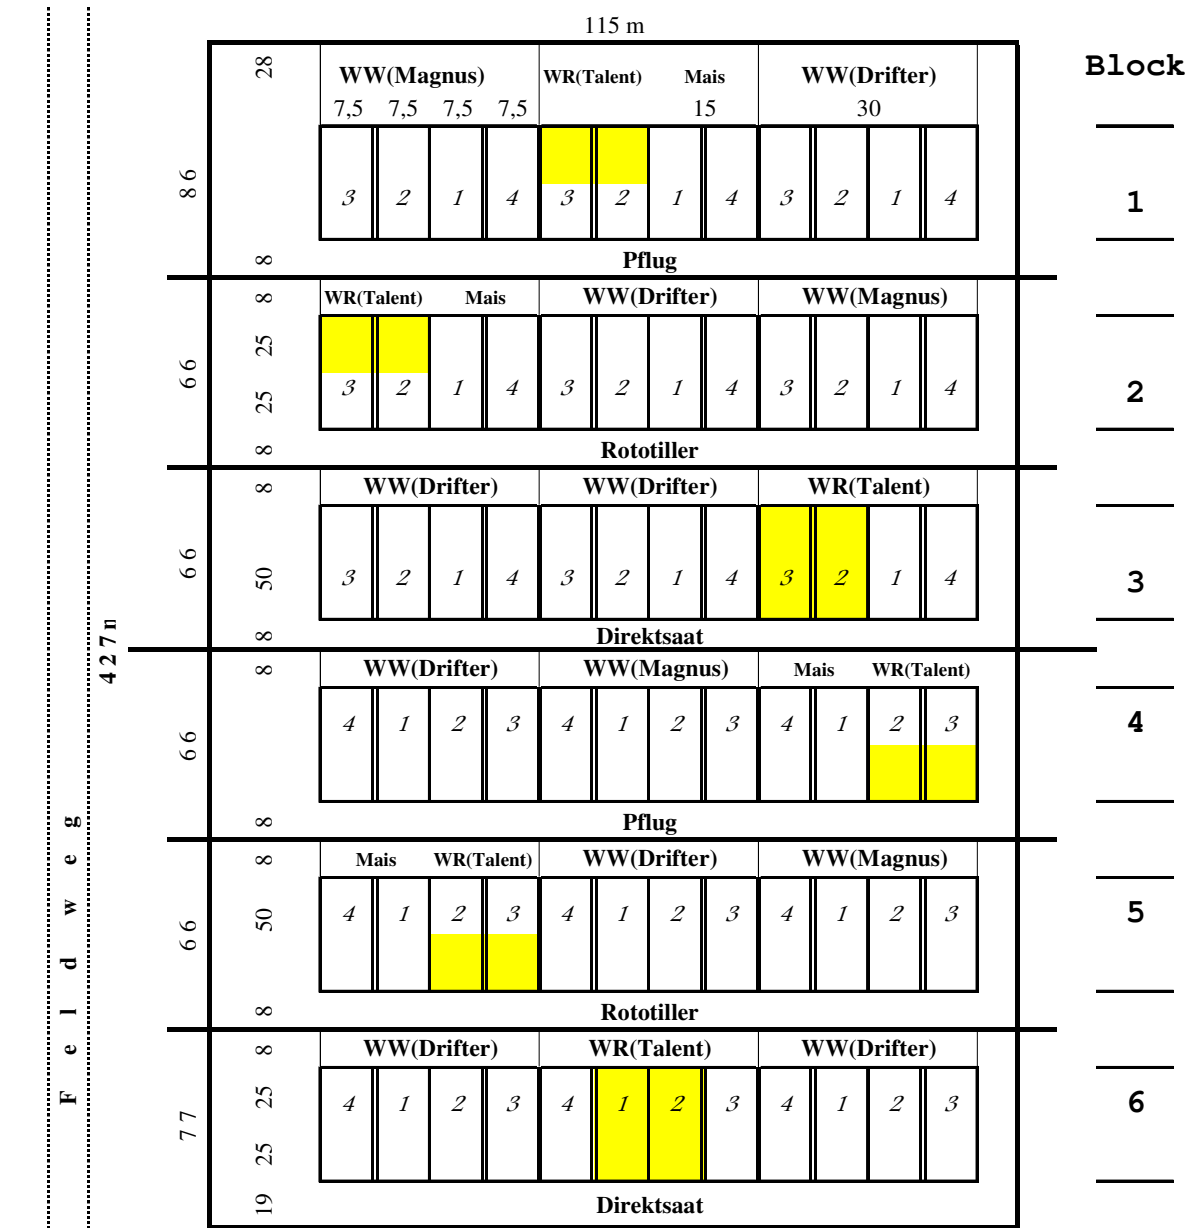 115 m
28 WW(Magnus) WR(Talent) Mais WW(Drifter) Block
7,5 7,5 7,5 7,5 15 30
86 3 2 1 4 3 2 1 4 3 2 1 4 1
8 Pflug
8 WR(Talent) Mais WW(Drifter) WW(Magnus)
25
66 25 3 2 1 4 3 2 1 4 3 2 1 4 2
8 Rototiller
8 WW(Drifter) WW(Drifter) WR(Talent)
66 50 3 2 1 4 3 2 1 4 3 2 1 4 3
8 Direktsaat
427
8 WW(Drifter) WW(Magnus) Mais WR(Talent)
66 4 1 2 3 4 1 2 3 4 1 2 3 4
8 Pflug
8 Mais WR(Talent) WW(Drifter) WW(Magnus)
66 50 4 1 2 3 4 1 2 3 4 1 2 3 5
8 Rototiller
8 WW(Drifter) WR(Talent) WW(Drifter)
25 4 1 2 3 4 1 2 3 4 1 2 3 6
77 25
19 Direktsaat
Feldweg